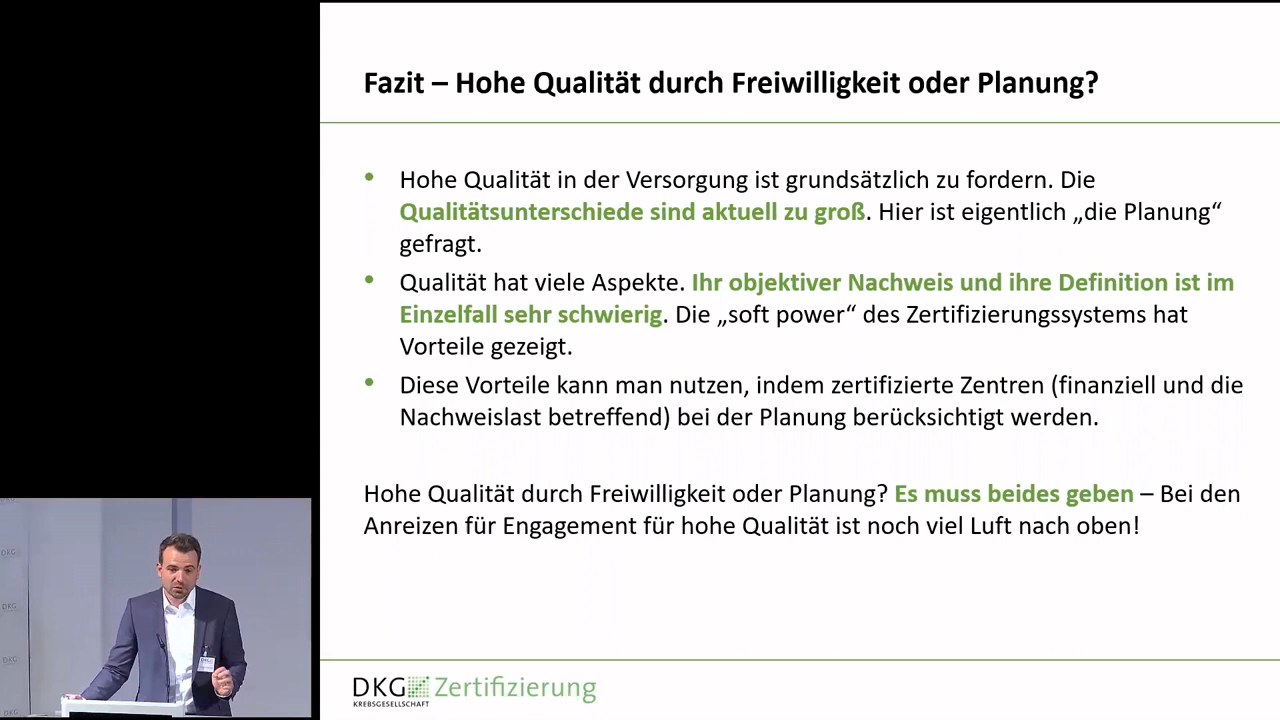 Fazit – Hohe Qualität durch Freiwilligkeit oder Planung?
• Hohe Qualität in der Versorgung ist grundsätzlich zu fordern. Die
Qualitätsunterschiede sind aktuell zu groß. Hier ist eigentlich „die Planung“
gefragt.
• Qualität hat viele Aspekte. Ihr objektiver Nachweis und ihre Definition ist im
Einzelfall sehr schwierig. Die „soft power“ des Zertifizierungssystems hat
Vorteile gezeigt.
• Diese Vorteile kann man nutzen, indem zertifizierte Zentren (finanziell und die
Nachweislast betreffend) bei der Planung berücksichtigt werden.
Hohe Qualität durch Freiwilligkeit oder Planung? Es muss beides geben – Bei den
Anreizen für Engagement für hohe Qualität ist noch viel Luft nach oben!
DKG Zertifizierung
KREBSGESELLSCHAFT
DKG
DKG
DKG